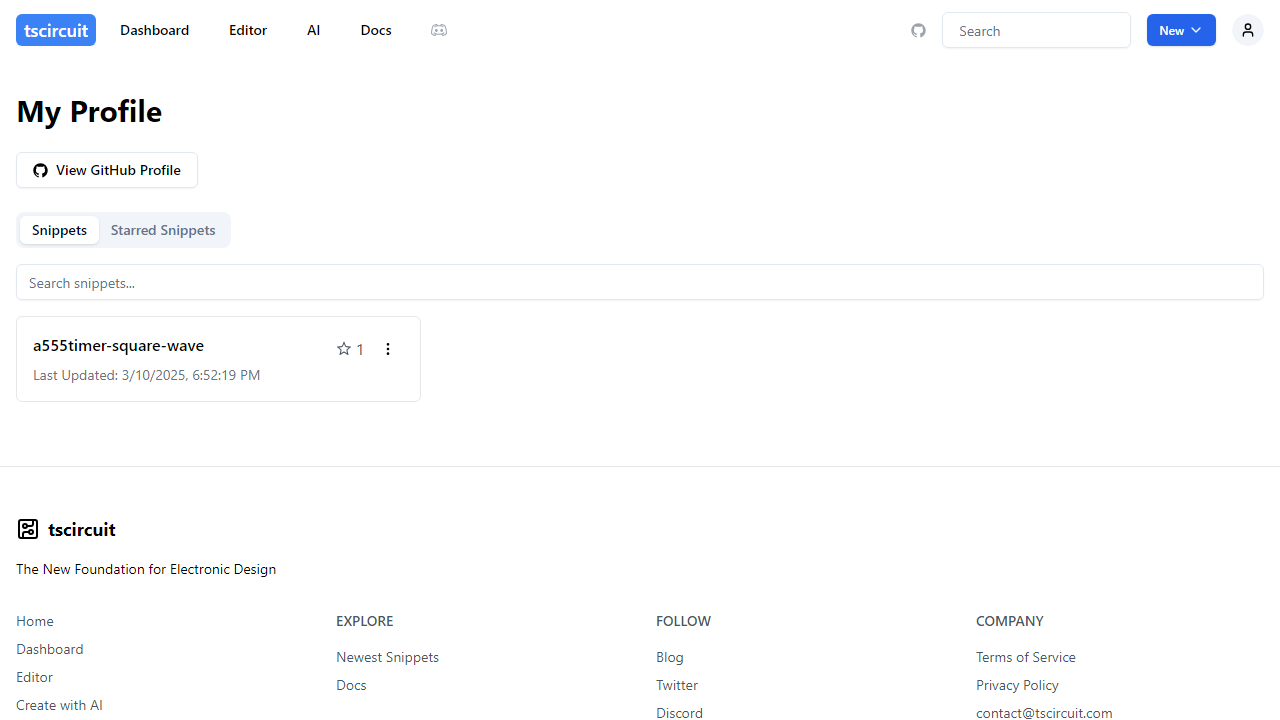 tscircuit Dashboard Editor AI Docs Search New
My Profile
View GitHub Profile
Snippets Starred Snippets
Search snippets...
a555timer-square-wave 1
Last Updated: 3/10/2025, 6:52:19 PM
tscircuit
The New Foundation for Electronic Design
Home
Dashboard
Editor
Create with AI
EXPLORE
Newest Snippets
Docs
FOLLOW
Blog
Twitter
Discord
COMPANY
Terms of Service
Privacy Policy
contact@tscircuit.com